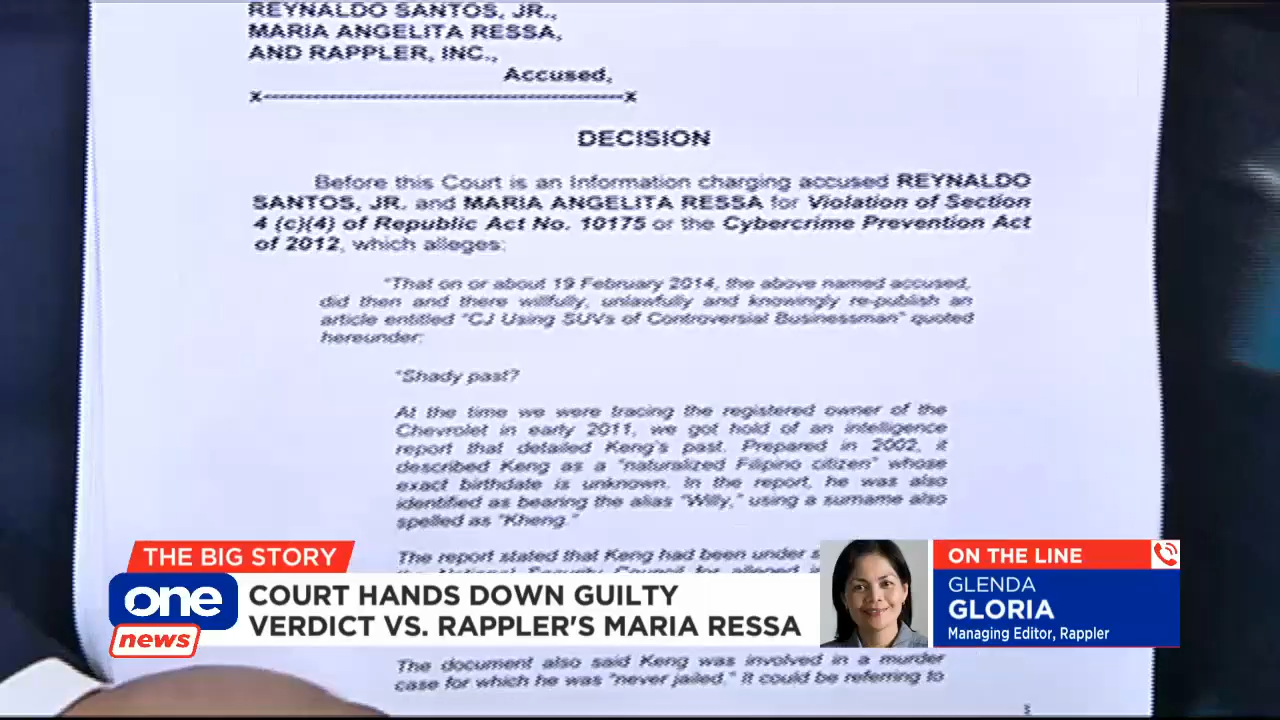 REYNALDO SANTOS, JR.,
MARIA ANGELITA RESSA,
AND RAPPLER, INC.,
Accused,
x---------------------------------------------x
DECISION
Before this Court is an Information charging accused REYNALDO
SANTOS, JR. and MARIA ANGELITA RESSA for Violation of Section
4 (c)(4) of Republic Act No. 10175 or the Cybercrime Prevention Act
of 2012, which alleges:
"That on or about 19 February 2014, the above named accused,
did then and there willfully, unlawfully and knowingly re-publish an
article entitled "CJ Using SUVs of Controversial Businessman" quoted
hereunder:
"Shady past?
At the time we were tracing the registered owner of the
Chevrolet in early 2011, we got hold of an intelligence
report that detailed Keng's past. Prepared in 2002, it
described Keng as a "naturalized Filipino citizen" whose
exact birthdate is unknown. In the report, he was also
identified as bearing the alias "Willy," using a surname also
spelled as "Kheng."
The report stated that Keng had been under
THE BIG STORY
one
news
COURT HANDS DOWN GUILTY
VERDICT VS. RAPPLER'S MARIA RESSA
ON THE LINE
GLENDA
GLORIA
Managing Editor, Rappler
The document also said Keng was involved in a murder
case for which he was "never jailed." It could be referring to